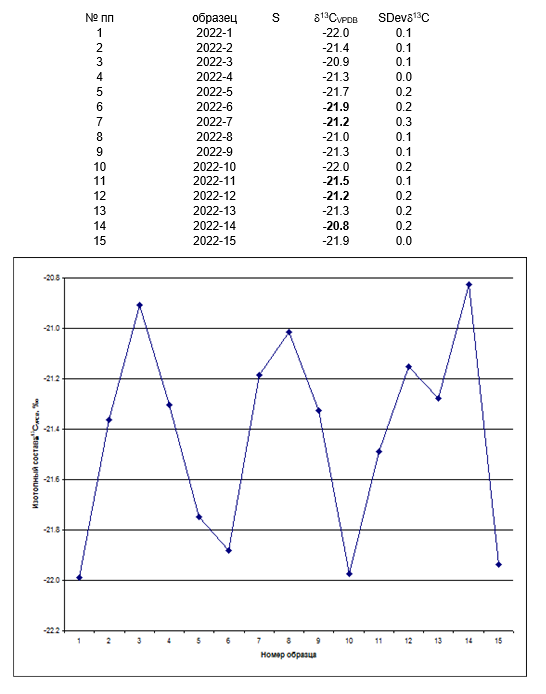 № пп образец S δ¹³CVPDB SDevδ¹³C
1 2022-1 -22.0 0.1
2 2022-2 -21.4 0.1
3 2022-3 -20.9 0.1
4 2022-4 -21.3 0.0
5 2022-5 -21.7 0.2
6 2022-6 -21.9 0.2
7 2022-7 -21.2 0.3
8 2022-8 -21.0 0.1
9 2022-9 -21.3 0.1
10 2022-10 -22.0 0.2
11 2022-11 -21.5 0.1
12 2022-12 -21.2 0.2
13 2022-13 -21.3 0.2
14 2022-14 -20.8 0.2
15 2022-15 -21.9 0.0
-20.8
-21.0
-21.2
-21.4
-21.6
-21.8
-22.0
-22.2
Изотопный состав
1 2 3 4 5 6 7 8 9 10 11 12 13 14 15
Номер образца